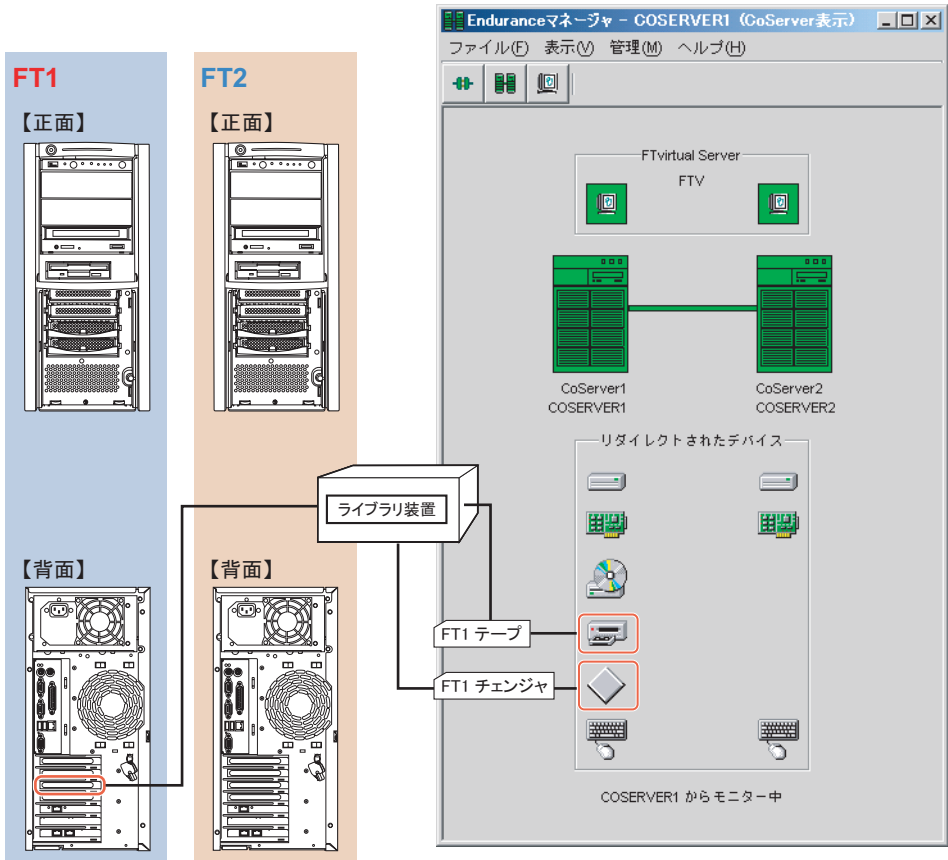 FT1
【正面】
【背面】
FT2
【正面】
【背面】
ライブラリ装置
FT1 テープ
FT1 チェンジャ
Enduranceマネージャ - COSERVER1 (CoServer表示)
ファイル(F) 表示(V) 管理(M) ヘルプ(H)
FTvirtual Server
FTV
CoServer1
COSERVER1
CoServer2
COSERVER2
リダイレクトされたデバイス
COSERVER1 からモニター中